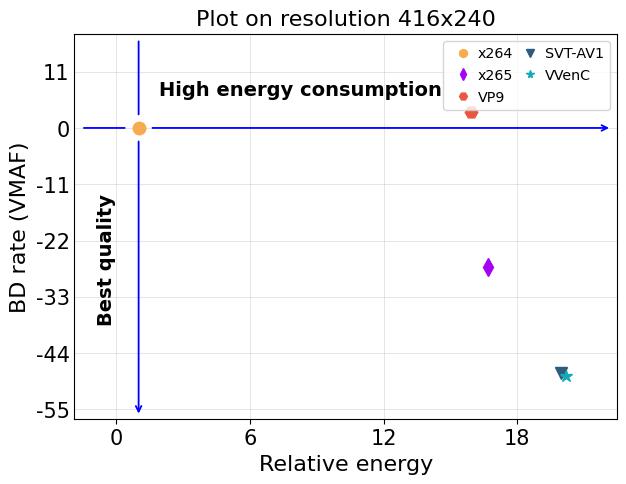 Plot on resolution 416x240
x264
x265
VP9
SVT-AV1
VVenC
High energy consumption
Best quality
BD rate (VMAF)
11
0
-11
-22
-33
-44
-55
0 6 12 18
Relative energy